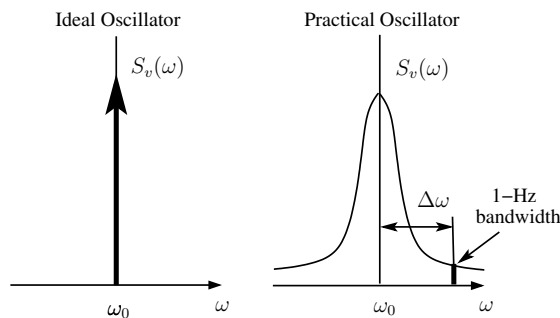 Ideal Oscillator
S_v(ω)
ω₀
ω
Practical Oscillator
S_v(ω)
Δω
1−Hz
bandwidth
ω₀
ω